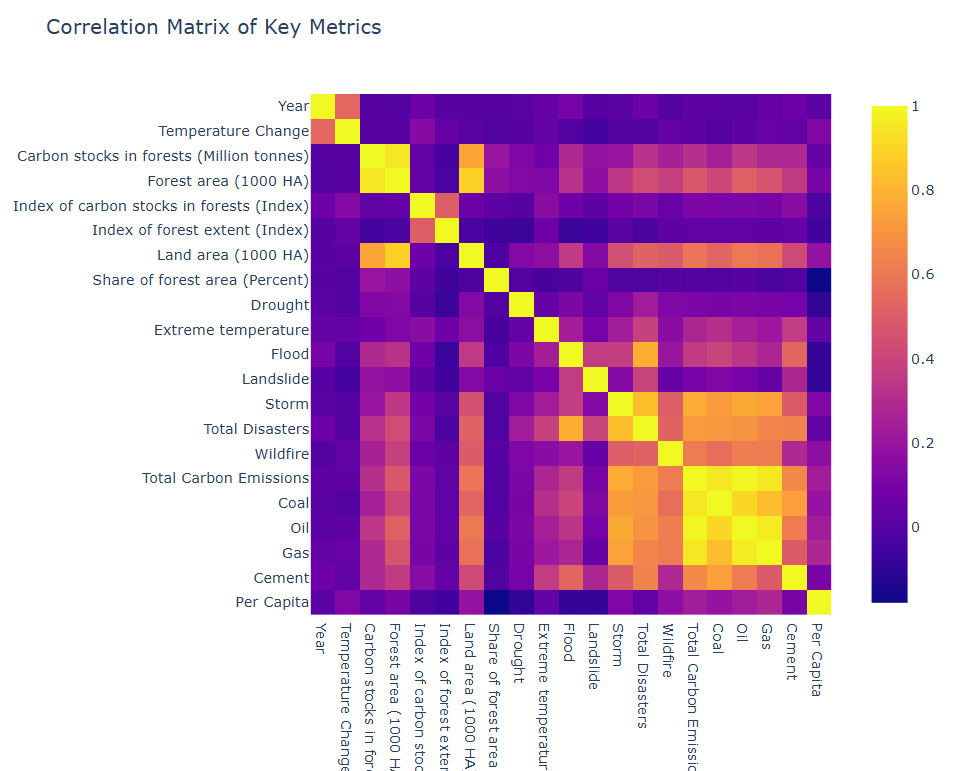 Correlation Matrix of Key Metrics
Year
Temperature Change
Carbon stocks in forests (Million tonnes)
Forest area (1000 HA)
Index of carbon stocks in forests (Index)
Index of forest extent (Index)
Land area (1000 HA)
Share of forest area (Percent)
Drought
Extreme temperature
Flood
Landslide
Storm
Total Disasters
Wildfire
Total Carbon Emissions
Coal
Oil
Gas
Cement
Per Capita
1
0.8
0.6
0.4
0.2
0
Year
Temperature Change
Carbon stocks in fore
Forest area (1000 HA
Index of carbon stoc
Index of forest exter
Land area (1000 HA
Share of forest area
Drought
Extreme temperatur
Flood
Landslide
Storm
Total Disasters
Wildfire
Total Carbon Emissic
Coal
Oil
Gas
Cement
Per Capita